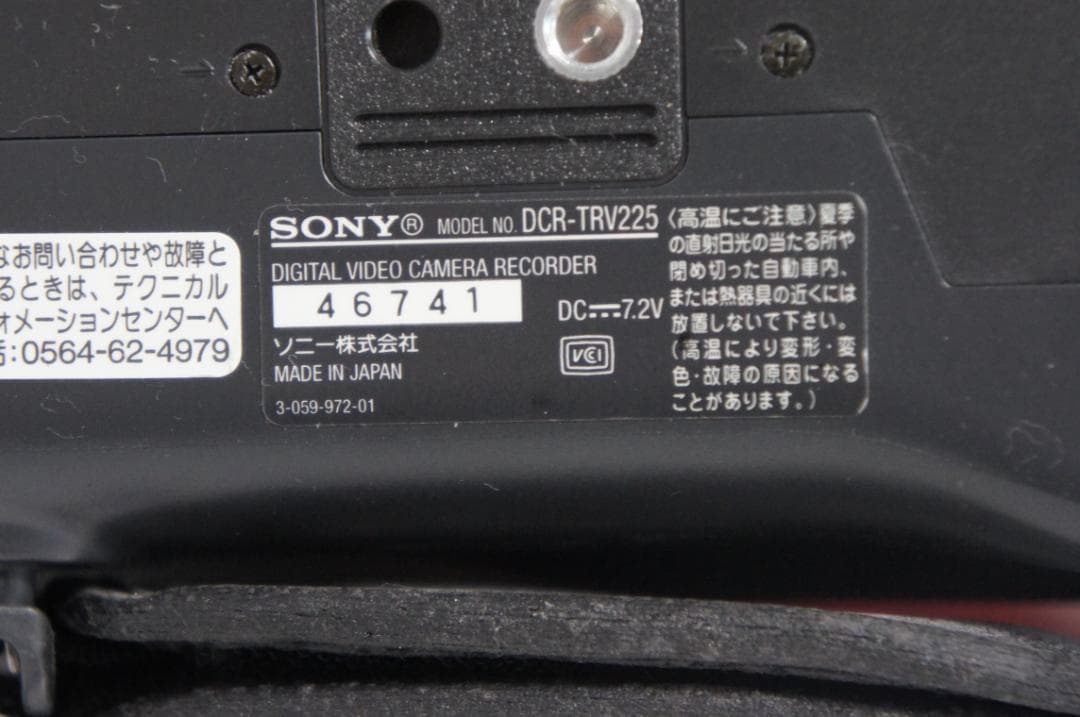 SONY® MODEL NO. DCR-TRV225
DIGITAL VIDEO CAMERA RECORDER
46741
DC 7.2V
ソニー株式会社
VCI
MADE IN JAPAN
3-059-972-01
〈高温にご注意〉夏季
の直射日光の当たる所や
閉め切った自動車内、
または熱器具の近くには
放置しないで下さい。
(高温により変形・変
色・故障の原因になる
ことがあります。)
なお問い合わせや故障と
るときは、テクニカル
ォメーションセンターへ
話:0564-62-4979